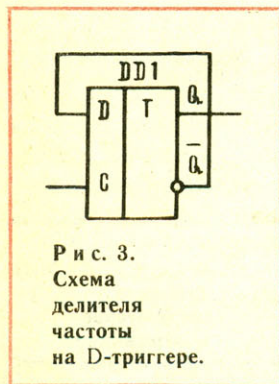 DD1
D T Q
Q̅
C
Рис. 3.
Схема
делителя
частоты
на D-триггере.